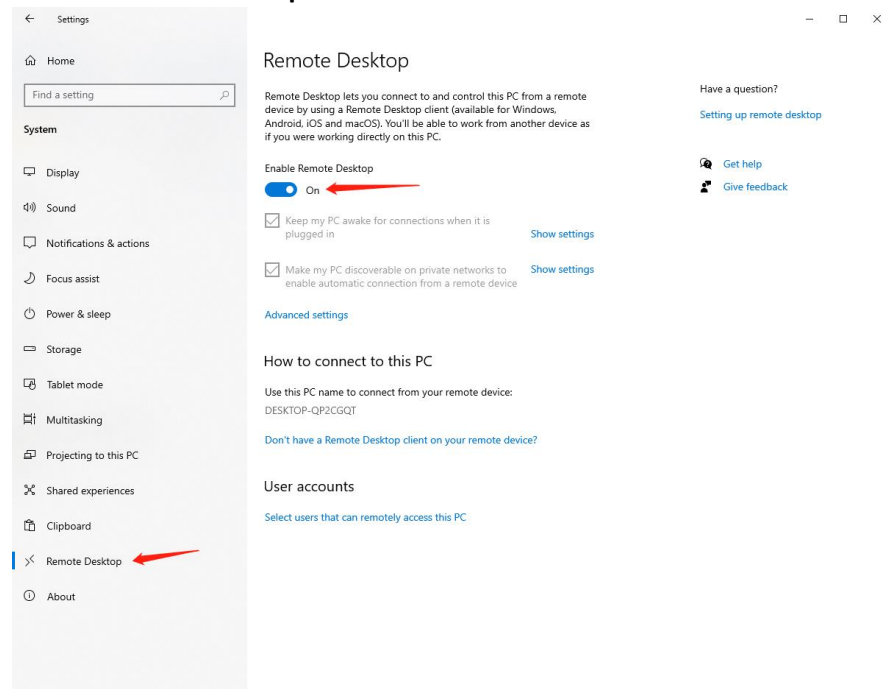 Settings
Home
Find a setting
System
Display
Sound
Notifications & actions
Focus assist
Power & sleep
Storage
Tablet mode
Multitasking
Projecting to this PC
Shared experiences
Clipboard
Remote Desktop
About
Remote Desktop
Remote Desktop lets you connect to and control this PC from a remote
device by using a Remote Desktop client (available for Windows,
Android, iOS and macOS). You'll be able to work from another device as
if you were working directly on this PC.
Enable Remote Desktop
On
Keep my PC awake for connections when it is
plugged in
Show settings
Make my PC discoverable on private networks to
enable automatic connection from a remote device
Show settings
Advanced settings
How to connect to this PC
Use this PC name to connect from your remote device:
DESKTOP-QP2CGQT
Don't have a Remote Desktop client on your remote device?
User accounts
Select users that can remotely access this PC
Have a question?
Setting up remote desktop
Get help
Give feedback